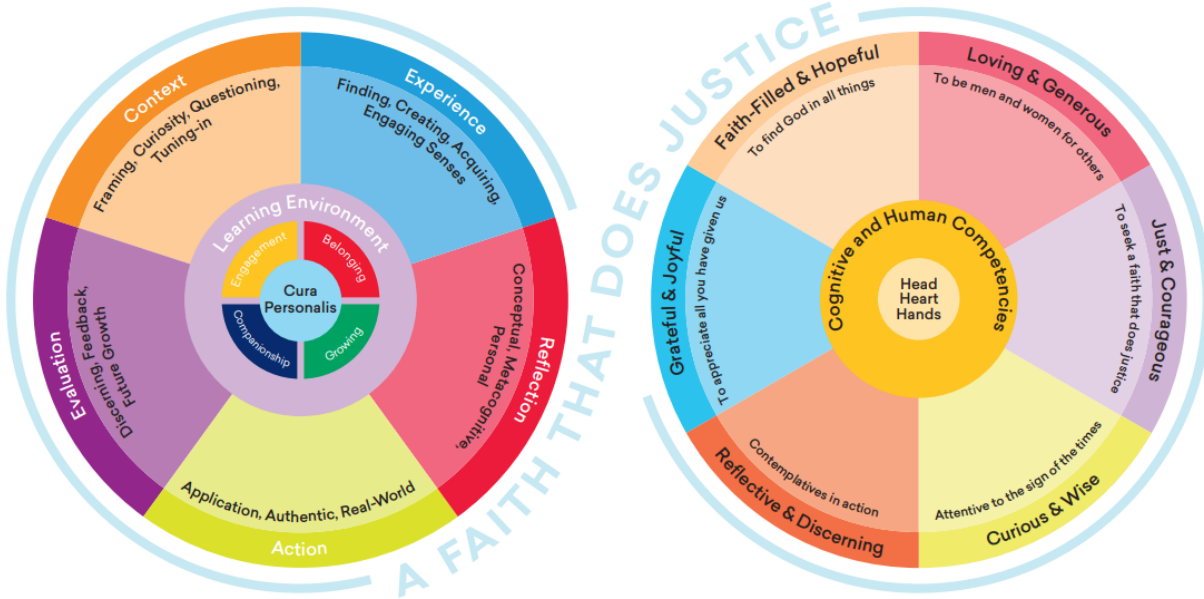 A FAITH THAT DOES JUSTICE
Context
Framing, Curiosity, Questioning,
Tuning-in
Experience
Finding, Creating, Acquiring,
Engaging Senses
Reflection
Conceptual, Metacognitive,
Personal
Action
Application, Authentic, Real-World
Evaluation
Discerning, Feedback,
Future Growth
Learning Environment
Engagement
Belonging
Growing
Companionship
Cura
Personalis
Faith-Filled & Hopeful
To find God in all things
Loving & Generous
To be men and women for others
Just & Courageous
To seek a faith that does justice
Curious & Wise
Attentive to the sign of the times
Reflective & Discerning
Contemplatives in action
Grateful & Joyful
To appreciate all you have given us
Cognitive and Human Competencies
Head
Heart
Hands